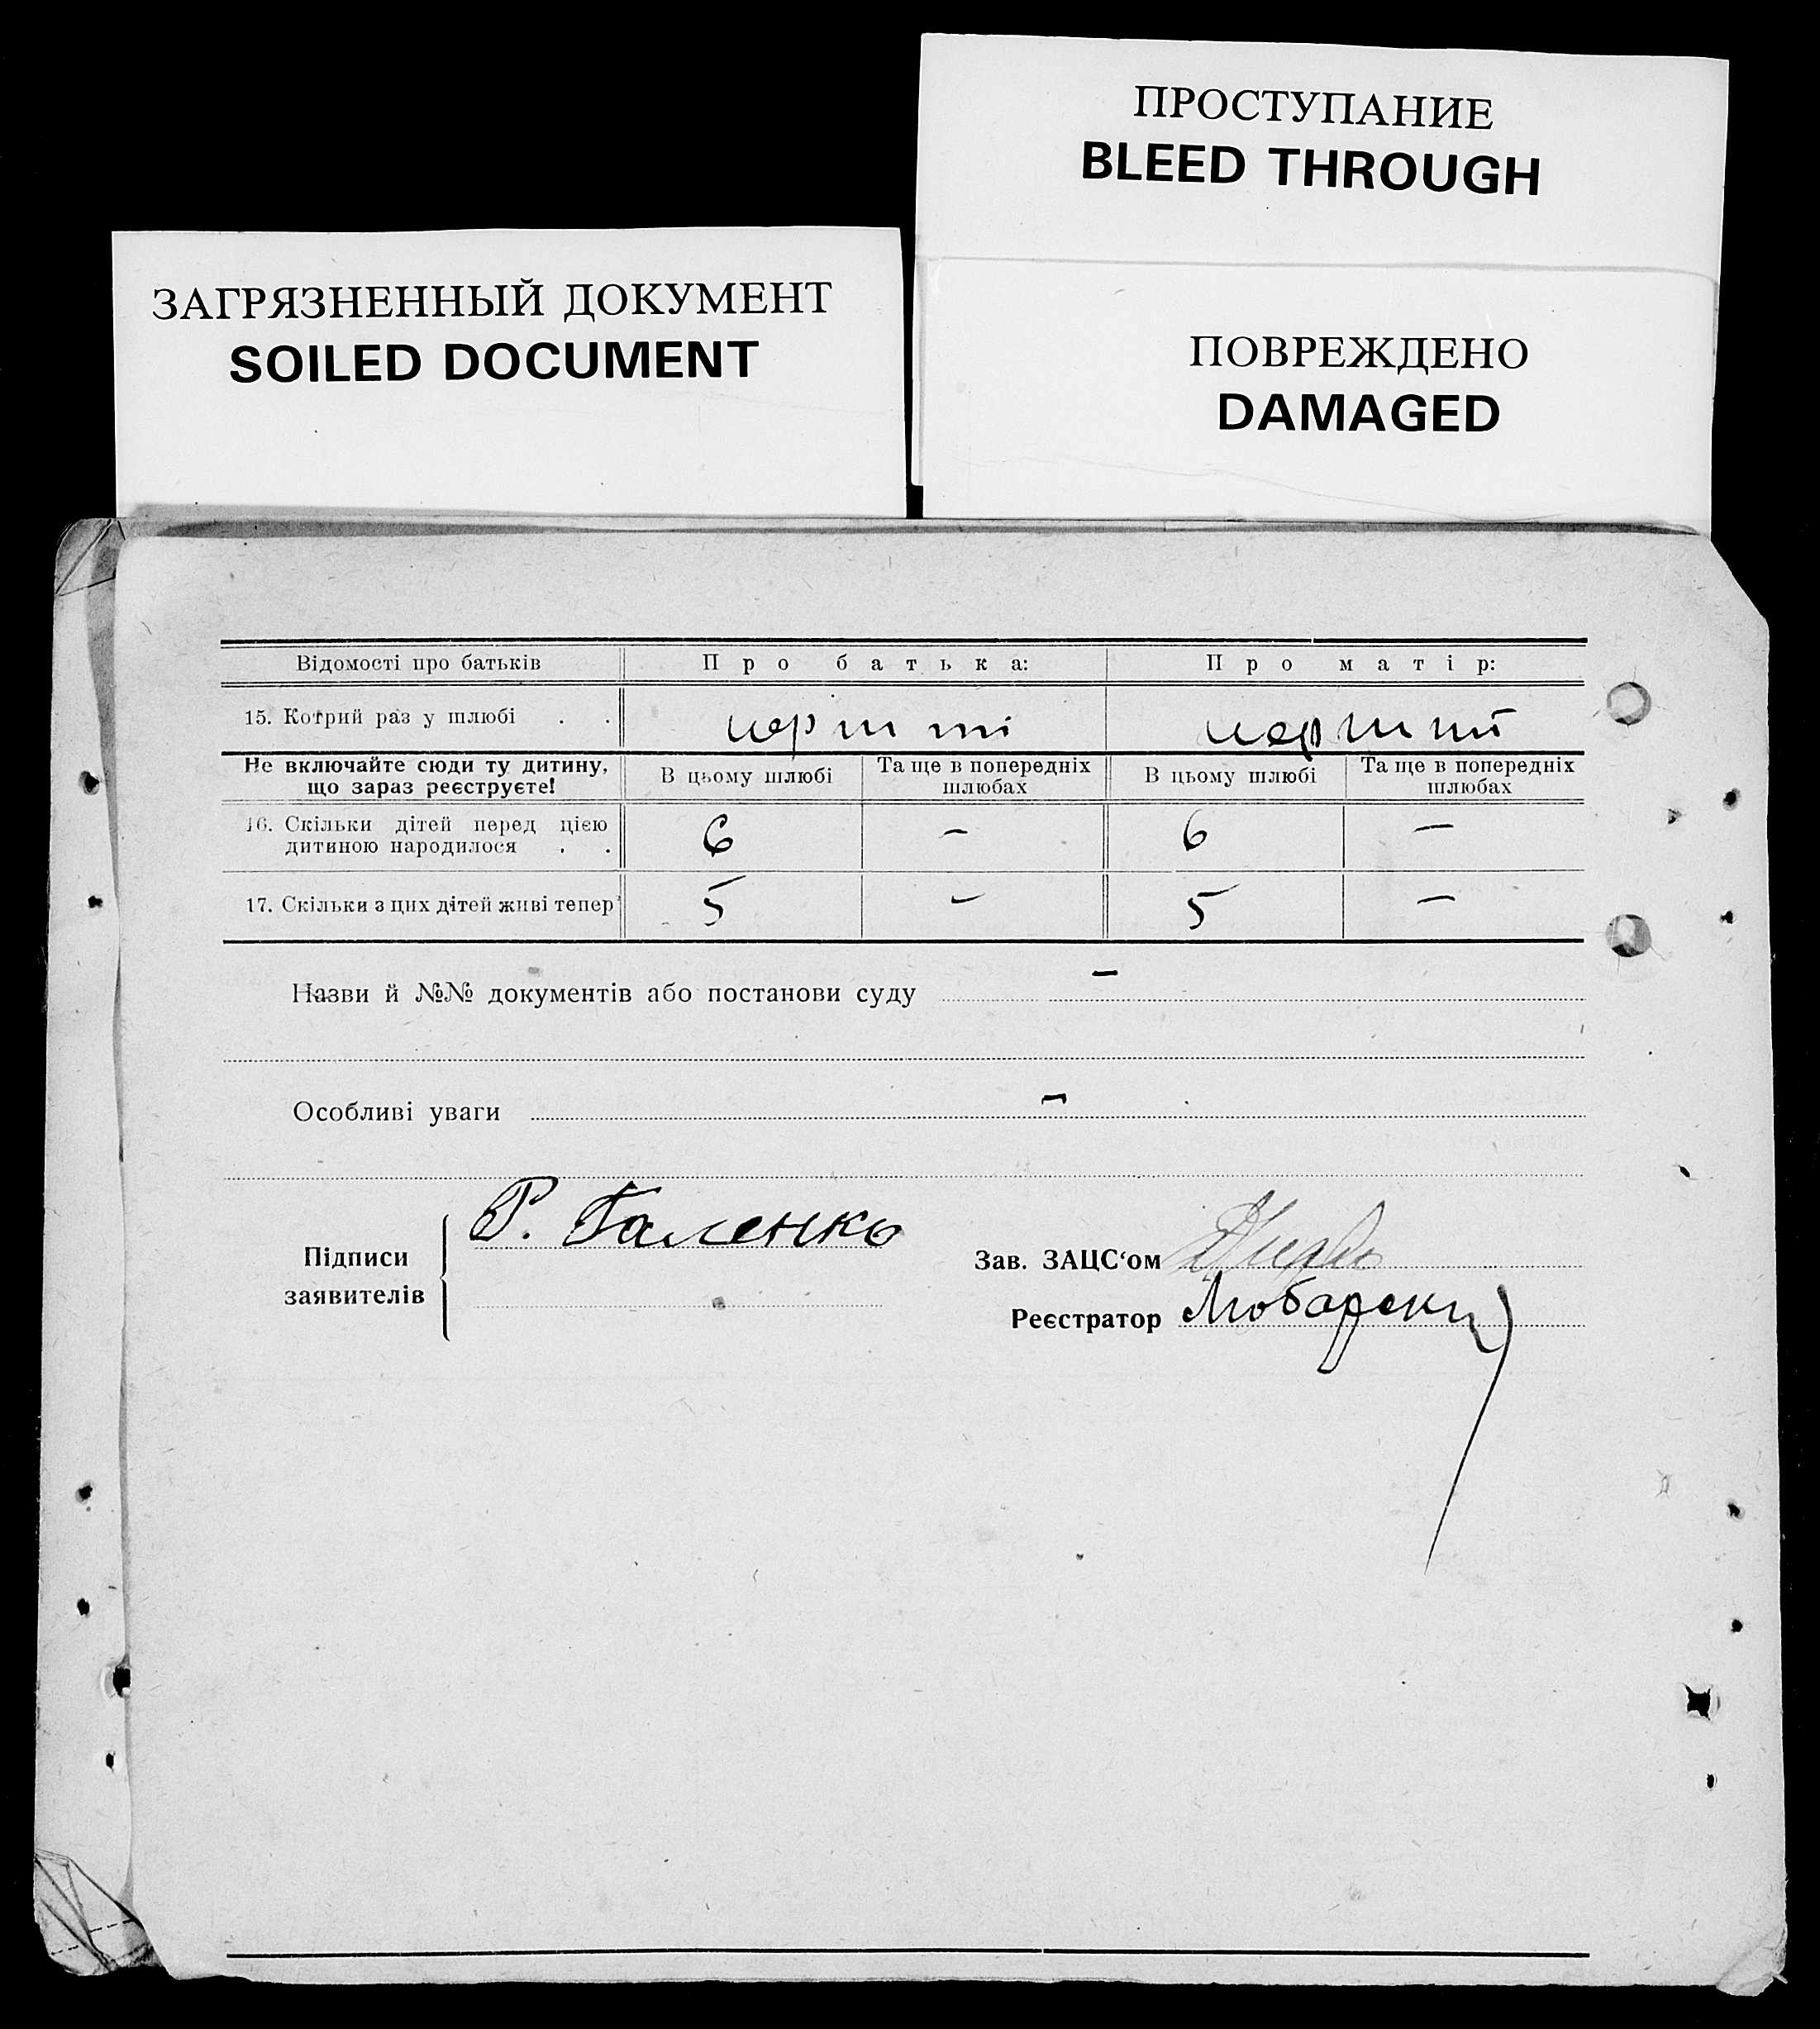 ПРОСТУПАНИЕ
BLEED THROUGH
ЗАГРЯЗНЕННЫЙ ДОКУМЕНТ
SOILED DOCUMENT
ПОВРЕЖДЕНО
DAMAGED
Відомості про батьків Про батька: Про матір:
15. Котрий раз у шлюбі . .
Не включайте сюди ту дитину, що зараз реєструєте! В цьому шлюбі Та ще в попередніх шлюбах В цьому шлюбі Та ще в попередніх шлюбах
16. Скільки дітей перед цією дитиною народилося . . 6 – 6 –
17. Скільки з цих дітей живі тепер 5 – 5 –
Назви й №№ документів або постанови суду –
Особливі уваги –
Підписи заявителів Р. Галенко
Зав. ЗАЦС‘ом
Реєстратор